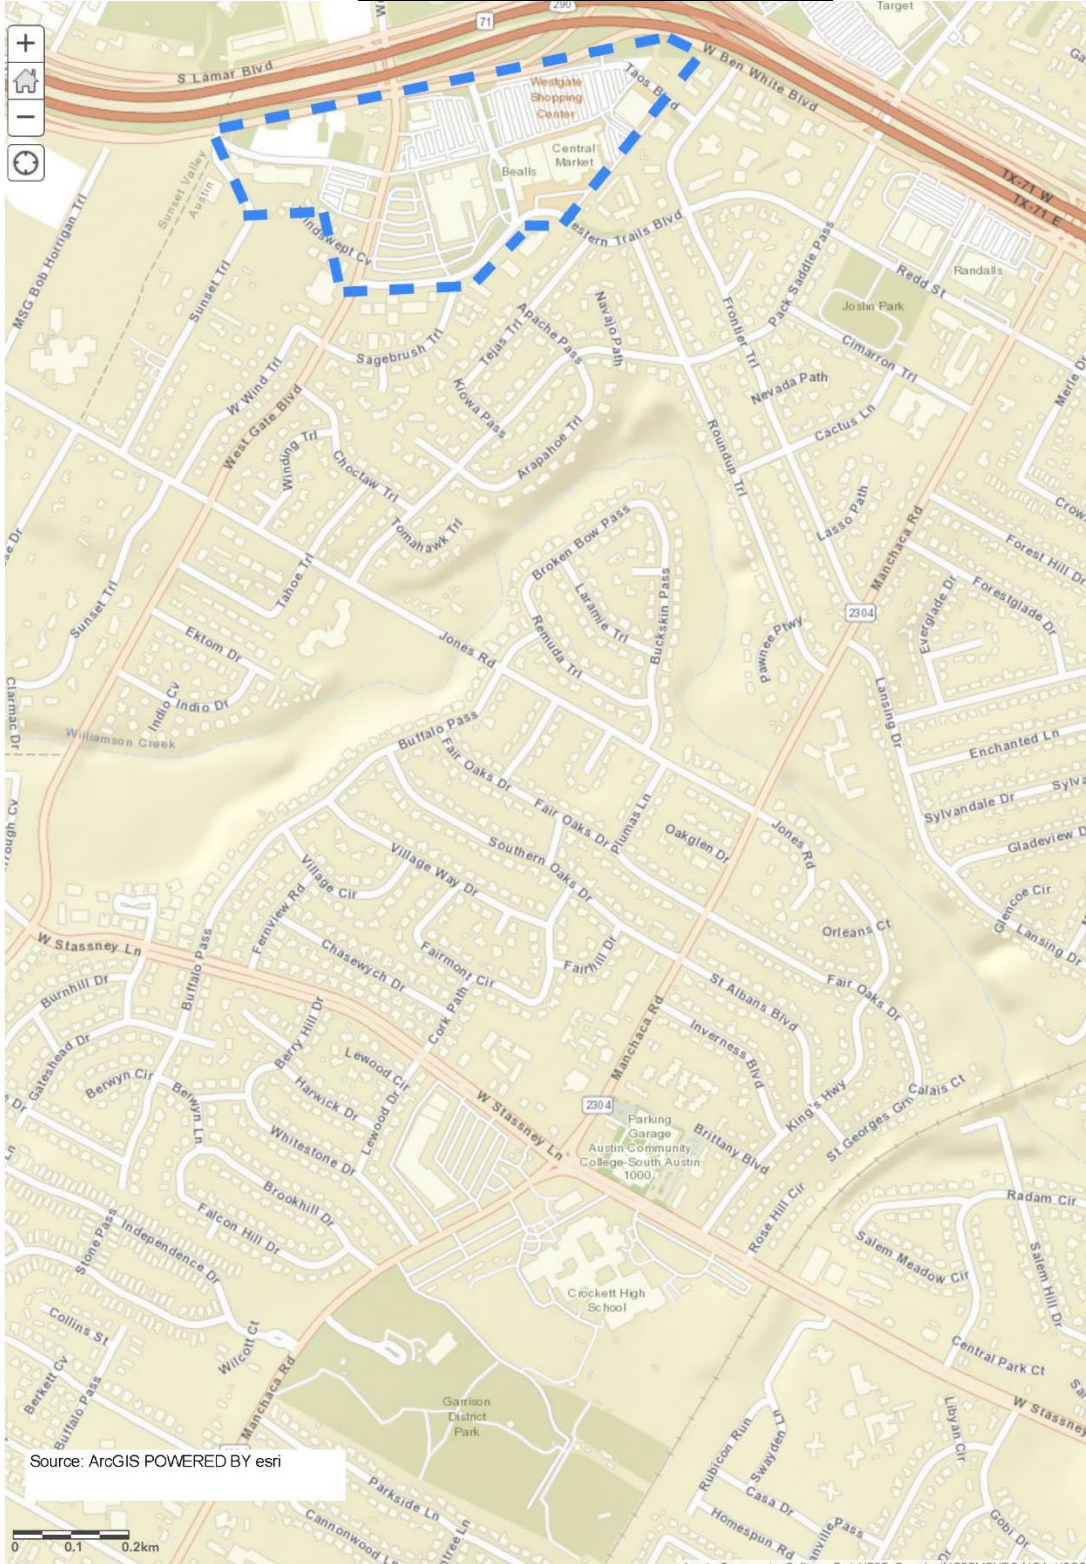 290
71
Target
S Lamar Blvd
W Ben White Blvd
Taos Blvd
Westgate
Shopping
Center
Central
Market
Bealls
TX-71 W
TX-71 E
Sunset Valley
Austin
MSG Bob Horrigan Trl
Sunset Trl
Western Trails Blvd
Pack Saddle Pass
Redd St
Randalls
Joslin Park
Cimarron Trl
Frontier Trl
Navajo Path
Apache Pass
Tejas Trl
Sagebrush Trl
W Wind Trl
West Gate Blvd
Kiowa Pass
Arapahoe Trl
Nevada Path
Cactus Ln
Roundup Trl
Winding Trl
Choctaw Trl
Tomahawk Trl
Lasso Path
Manchaca Rd
Forest Hill Dr
Forestglade Dr
Everglade Dr
2304
Broken Bow Pass
Laramie Trl
Buckskin Pass
Remuda Trl
Tahoe Trl
Sunset Trl
Ektom Dr
Jones Rd
Pawnee Ptwy
Lansing Dr
Indio Cv
Indio Dr
Clarmac Dr
Williamson Creek
Buffalo Pass
Enchanted Ln
Fair Oaks Dr
Fair Oaks Dr
Plumas Ln
Oakglen Dr
Jones Rd
Sylvandale Dr
Gladeview D
Southern Oaks Dr
Village Way Dr
Village Cir
Fernview Rd
Glencoe Cir
Lansing Dr
Orleans Ct
W Stassney Ln
Chasewych Dr
Fairmont Cir
Fairhill Dr
Buffalo Pass
St Albans Blvd
Fair Oaks Dr
Burnhill Dr
Cork Path
Manchaca Rd
Inverness Blvd
Gateshead Dr
Berry Hill Dr
Lewood Cir
Berwyn Cir
Berwyn Ln
Harwick Dr
Lewood Dr
W Stassney Ln
2304
Parking
Garage
Austin Community
College-South Austin
1000
King's Hwy
Calais Ct
St Georges Grn
Brittany Blvd
Whitestone Dr
Rose Hill Cir
Radam Cir
Brookhill Dr
Falcon Hill Dr
Stone Pass
Independence Dr
Salem Meadow Cir
Salem Hill Dr
Crockett High
School
Collins St
Wilcott Ct
Central Park Ct
Berkett Cv
Buffalo Pass
Manchaca Rd
Garrison
District
Park
W Stassney
Libyan Cir
Rubicon Run
Swayden Ln
Source: ArcGIS POWERED BY esri
Parkside Ln
Casa Dr
Cannonwood Ln
Homespun Rd
Gobi Dr
0 0.1 0.2km